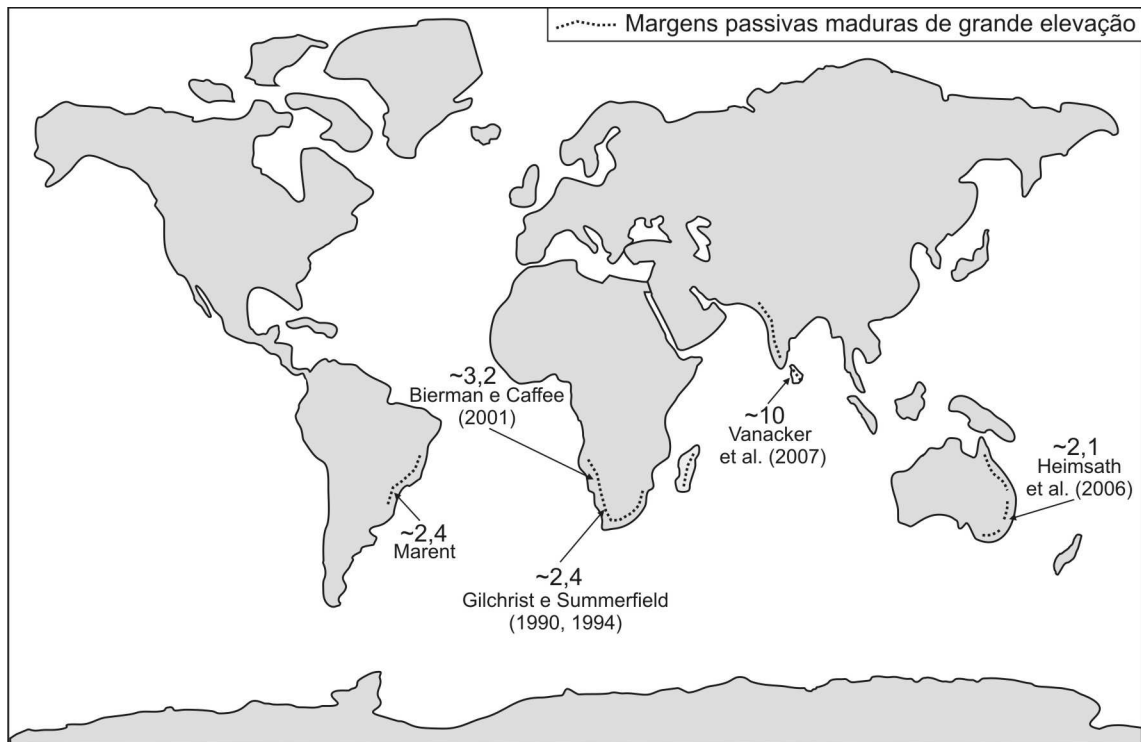 Margens passivas maduras de grande elevação
~3,2
Bierman e Caffee
(2001)
~10
Vanacker
et al. (2007)
~2,1
Heimsath
et al. (2006)
~2,4
Marent
~2,4
Gilchrist e Summerfield
(1990, 1994)